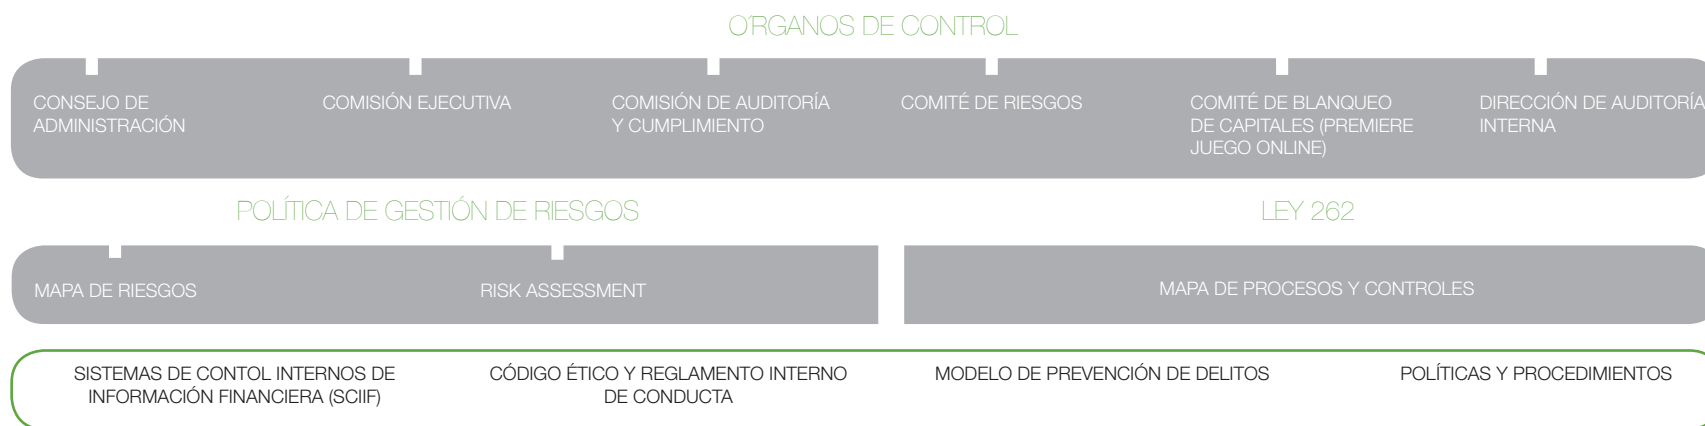 O´RGANOS DE CONTROL
CONSEJO DE
ADMINISTRACIÓN
COMISIÓN EJECUTIVA
COMISIÓN DE AUDITORÍA
Y CUMPLIMIENTO
COMITÉ DE RIESGOS
COMITÉ DE BLANQUEO
DE CAPITALES (PREMIERE
JUEGO ONLINE)
DIRECCIÓN DE AUDITORÍA
INTERNA
POLÍTICA DE GESTIÓN DE RIESGOS
MAPA DE RIESGOS
RISK ASSESSMENT
LEY 262
MAPA DE PROCESOS Y CONTROLES
SISTEMAS DE CONTOL INTERNOS DE
INFORMACIÓN FINANCIERA (SCIIF)
CÓDIGO ÉTICO Y REGLAMENTO INTERNO
DE CONDUCTA
MODELO DE PREVENCIÓN DE DELITOS
POLÍTICAS Y PROCEDIMIENTOS